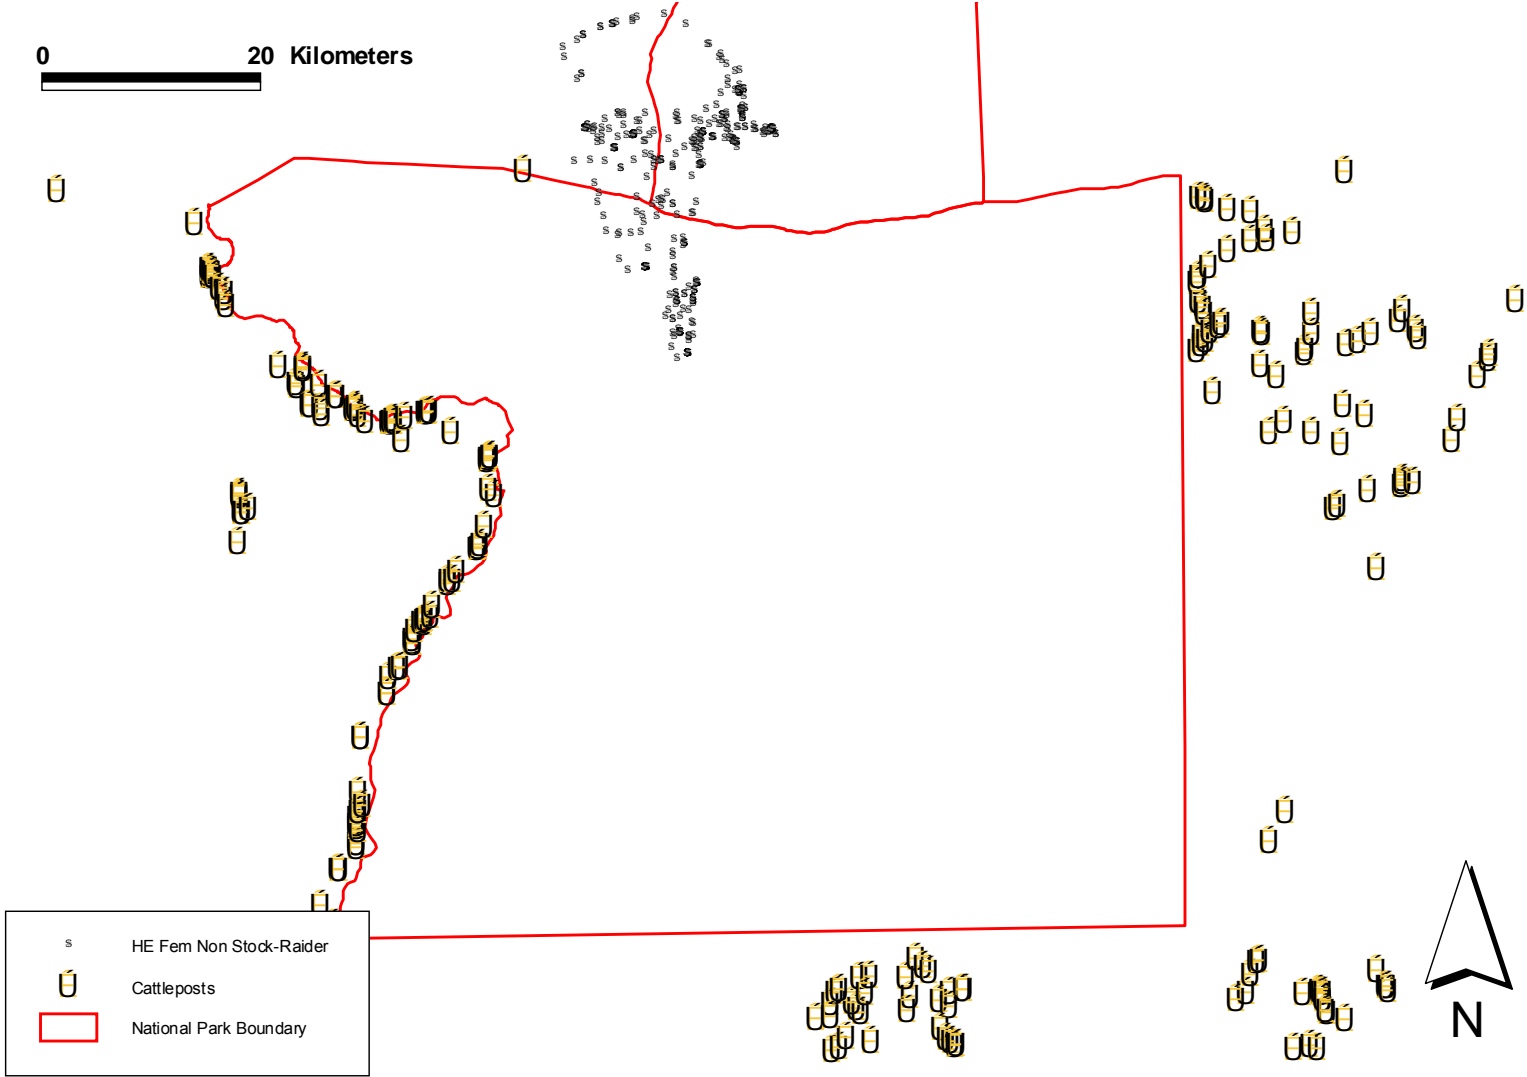 0 20 Kilometers
s HE Fem Non Stock-Raider
Cattleposts
National Park Boundary
N